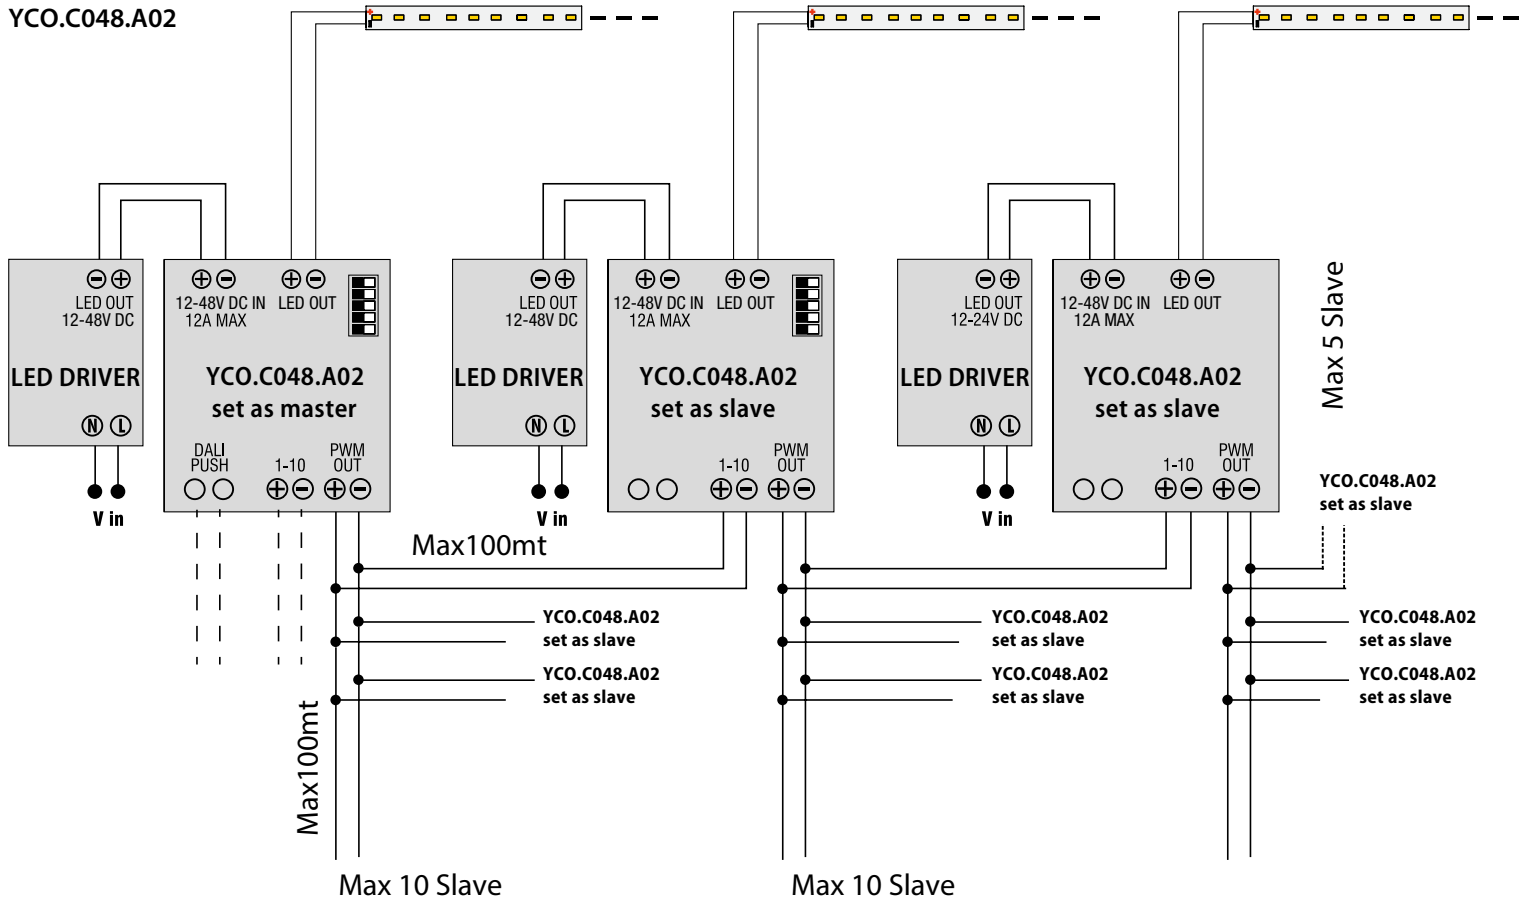 YCO.C048.A02
LED OUT
12-48V DC
LED DRIVER
N L
V in
12-48V DC IN
12A MAX
LED OUT
YCO.C048.A02
set as master
DALI
PUSH
1-10
PWM
OUT
LED OUT
12-48V DC
LED DRIVER
N L
V in
12-48V DC IN
12A MAX
LED OUT
YCO.C048.A02
set as slave
1-10
PWM
OUT
LED OUT
12-24V DC
LED DRIVER
N L
V in
12-48V DC IN
12A MAX
LED OUT
YCO.C048.A02
set as slave
1-10
PWM
OUT
Max 5 Slave
YCO.C048.A02
set as slave
Max100mt
YCO.C048.A02
set as slave
YCO.C048.A02
set as slave
Max100mt
Max 10 Slave
YCO.C048.A02
set as slave
YCO.C048.A02
set as slave
Max 10 Slave
YCO.C048.A02
set as slave
YCO.C048.A02
set as slave